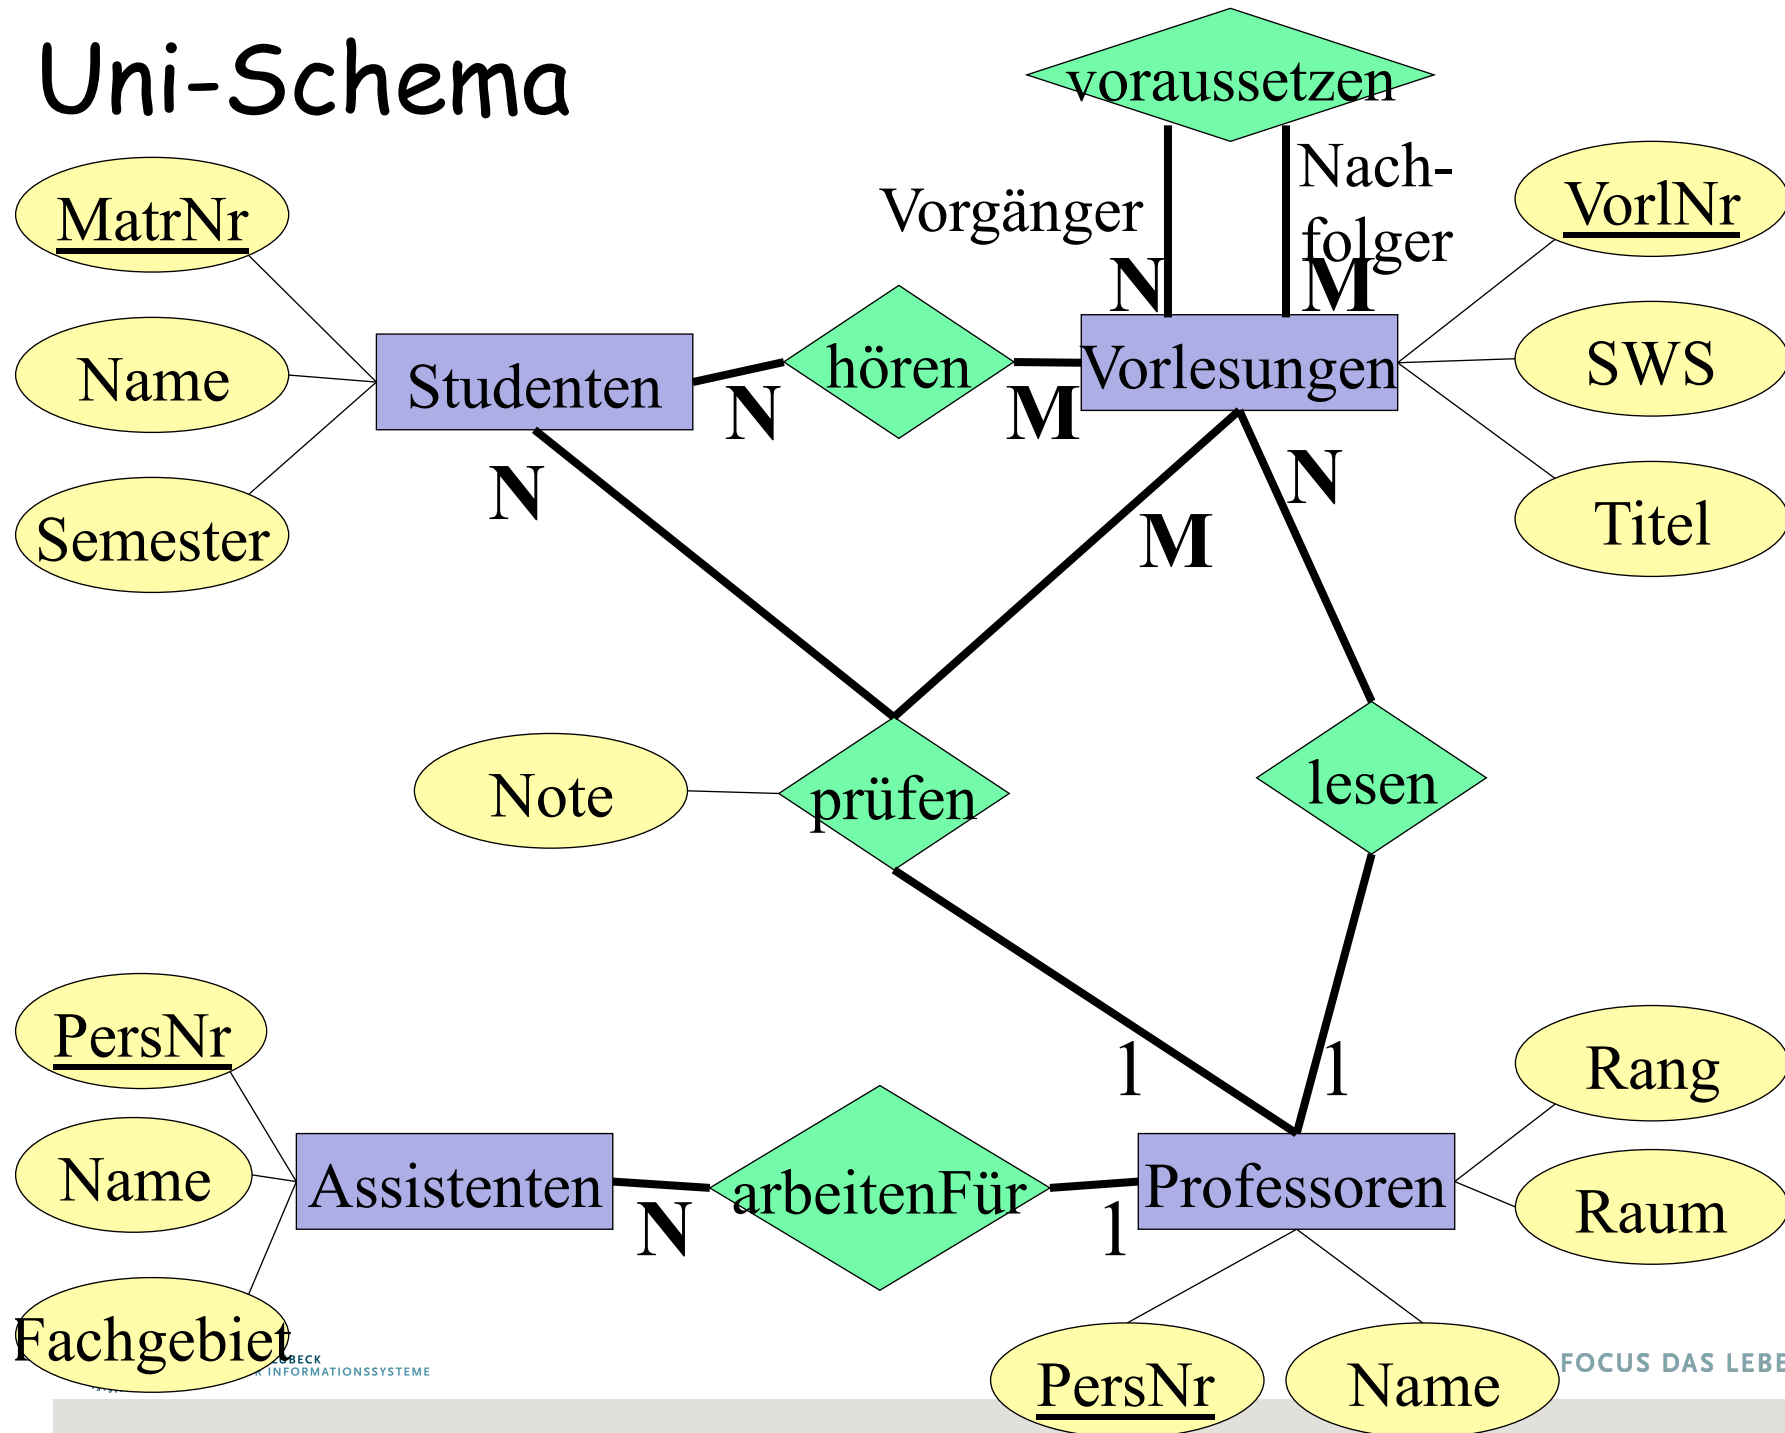 Uni-Schema
voraussetzen
Vorgänger
Nach-
folger
N
M
MatrNr
Name
Semester
Studenten
N
hören
M
Vorlesungen
VorlNr
SWS
Titel
N
M
N
Note
prüfen
lesen
1
1
PersNr
Name
Fachgebiet
Assistenten
N
arbeitenFür
1
Professoren
Rang
Raum
PersNr
Name
INFORMATIONSSYSTEME
FOCUS DAS